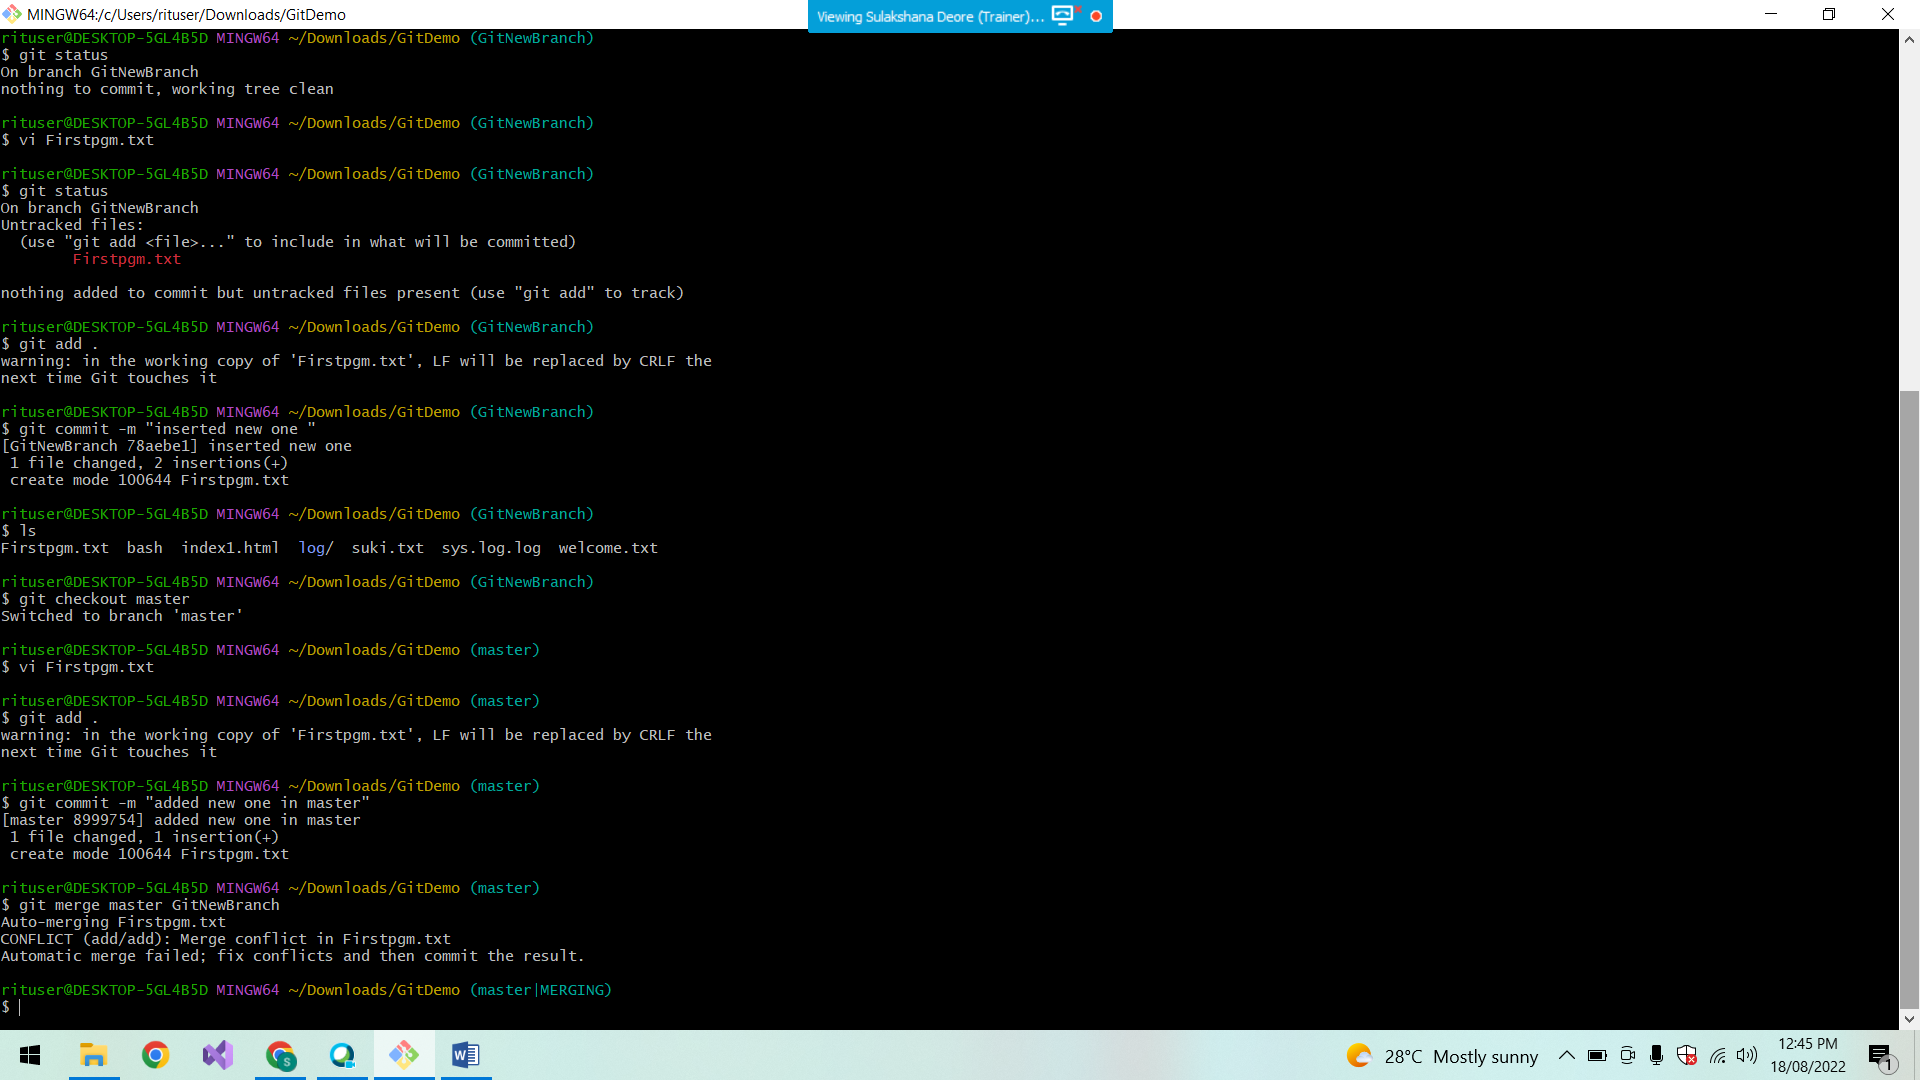 MINGW64:/c/Users/rituser/Downloads/GitDemo
Viewing Sulakshana Deore (Trainer)...
rituser@DESKTOP-5GL4B5D MINGW64 ~/Downloads/GitDemo (GitNewBranch)
$ git status
On branch GitNewBranch
nothing to commit, working tree clean
rituser@DESKTOP-5GL4B5D MINGW64 ~/Downloads/GitDemo (GitNewBranch)
$ vi Firstpgm.txt
rituser@DESKTOP-5GL4B5D MINGW64 ~/Downloads/GitDemo (GitNewBranch)
$ git status
On branch GitNewBranch
Untracked files:
  (use "git add <file>..." to include in what will be committed)
        Firstpgm.txt
nothing added to commit but untracked files present (use "git add" to track)
rituser@DESKTOP-5GL4B5D MINGW64 ~/Downloads/GitDemo (GitNewBranch)
$ git add .
warning: in the working copy of 'Firstpgm.txt', LF will be replaced by CRLF the
next time Git touches it
rituser@DESKTOP-5GL4B5D MINGW64 ~/Downloads/GitDemo (GitNewBranch)
$ git commit -m "inserted new one "
[GitNewBranch 78aebe1] inserted new one
 1 file changed, 2 insertions(+)
 create mode 100644 Firstpgm.txt
rituser@DESKTOP-5GL4B5D MINGW64 ~/Downloads/GitDemo (GitNewBranch)
$ ls
Firstpgm.txt  bash  index1.html  log/  suki.txt  sys.log.log  welcome.txt
rituser@DESKTOP-5GL4B5D MINGW64 ~/Downloads/GitDemo (GitNewBranch)
$ git checkout master
Switched to branch 'master'
rituser@DESKTOP-5GL4B5D MINGW64 ~/Downloads/GitDemo (master)
$ vi Firstpgm.txt
rituser@DESKTOP-5GL4B5D MINGW64 ~/Downloads/GitDemo (master)
$ git add .
warning: in the working copy of 'Firstpgm.txt', LF will be replaced by CRLF the
next time Git touches it
rituser@DESKTOP-5GL4B5D MINGW64 ~/Downloads/GitDemo (master)
$ git commit -m "added new one in master"
[master 8999754] added new one in master
 1 file changed, 1 insertion(+)
 create mode 100644 Firstpgm.txt
rituser@DESKTOP-5GL4B5D MINGW64 ~/Downloads/GitDemo (master)
$ git merge master GitNewBranch
Auto-merging Firstpgm.txt
CONFLICT (add/add): Merge conflict in Firstpgm.txt
Automatic merge failed; fix conflicts and then commit the result.
rituser@DESKTOP-5GL4B5D MINGW64 ~/Downloads/GitDemo (master|MERGING)
$
28°C Mostly sunny
12:45 PM
18/08/2022
1